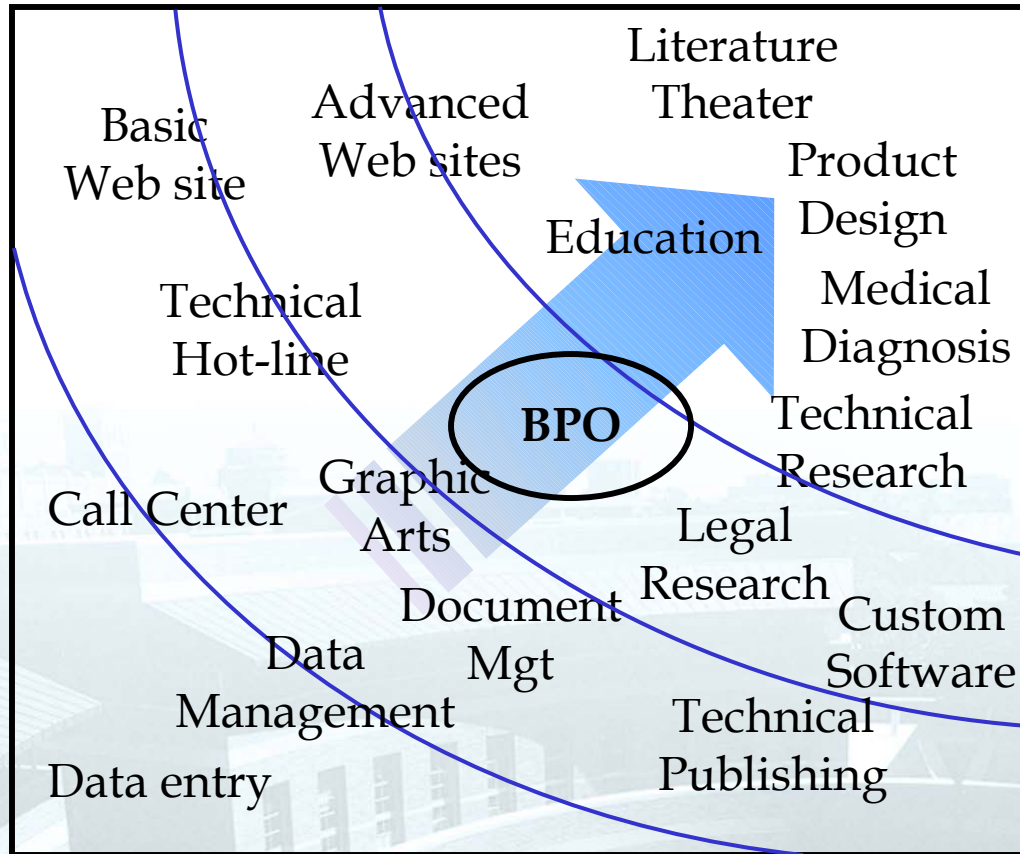 Literature
Theater
Advanced
Web sites
Basic
Web site
Product
Design
Education
Medical
Diagnosis
Technical
Hot-line
BPO
Technical
Research
Graphic
Arts
Call Center
Legal
Research
Document
Mgt
Custom
Software
Data
Management
Technical
Publishing
Data entry